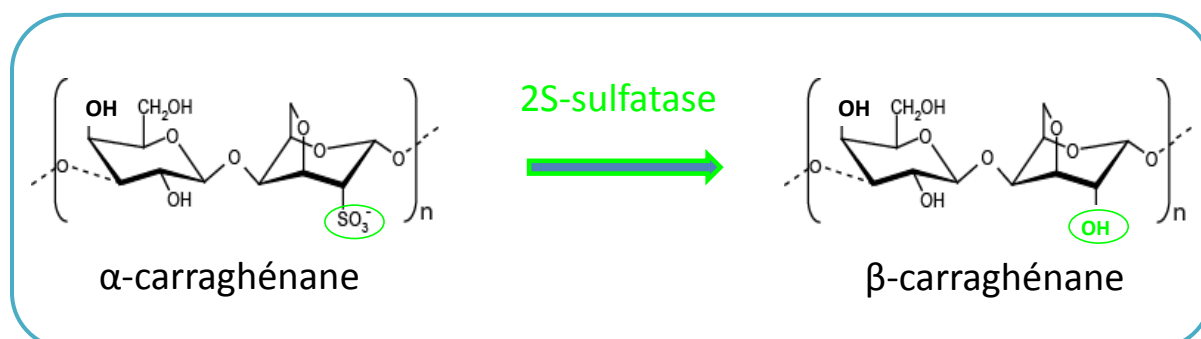 2S-sulfatase
OH
CH₂OH
O
O
O
O
O
O
OH
SO₃⁻
n
OH
CH₂OH
O
O
O
O
O
O
OH
OH
n
α-carraghénane
β-carraghénane